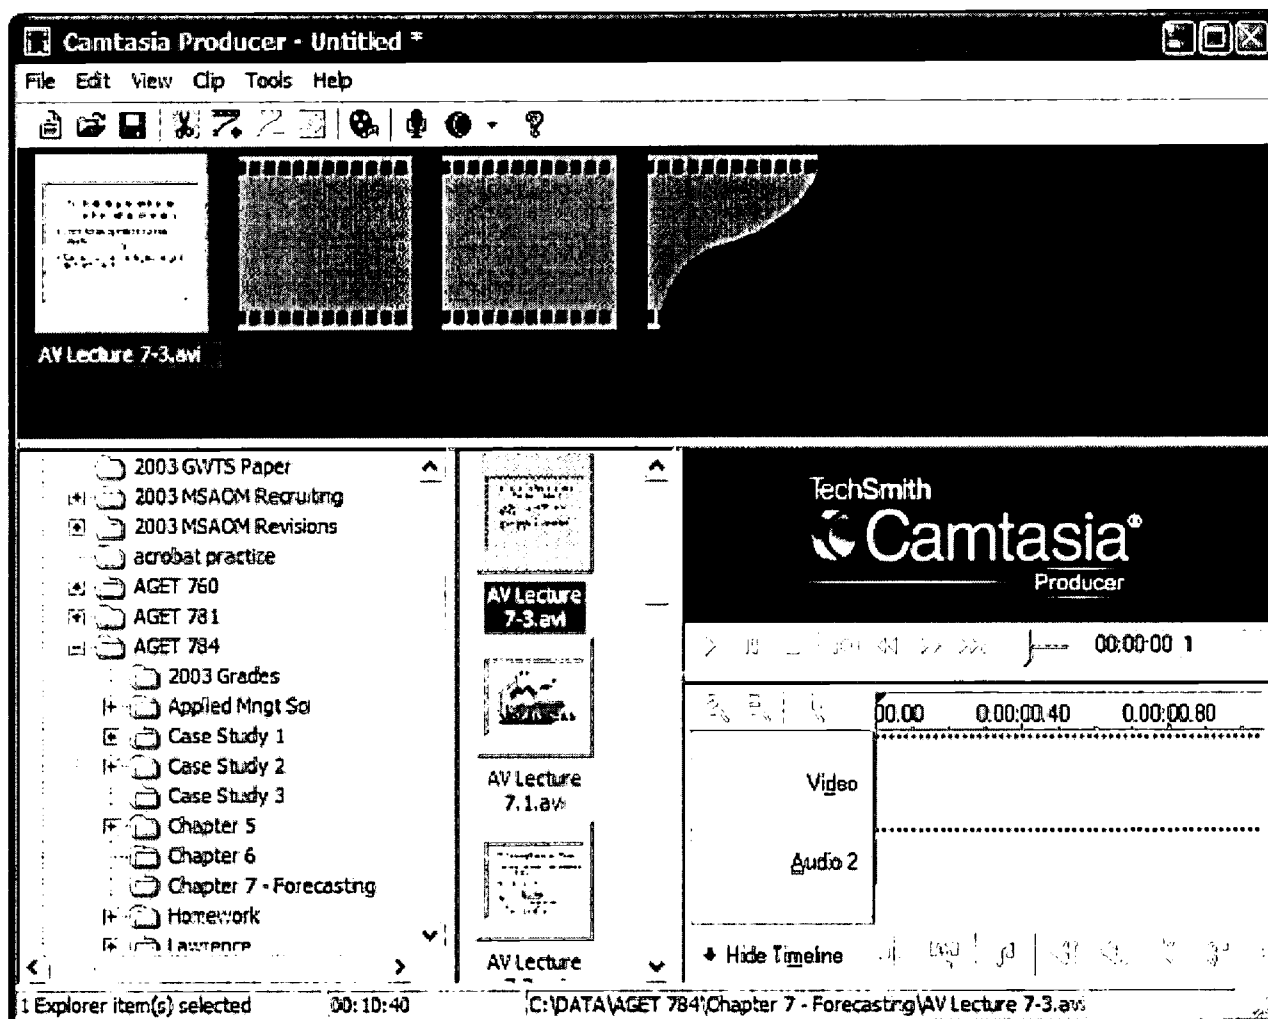 Camtasia Producer - Untitled *
File Edit View Clip Tools Help
AV Lecture 7-3.avi
2003 GWTS Paper
2003 MSAOM Recruiting
2003 MSAOM Revisions
acrobat practice
AGET 760
AGET 781
AGET 784
2003 Grades
Applied Mngt Sci
Case Study 1
Case Study 2
Case Study 3
Chapter 5
Chapter 6
Chapter 7 - Forecasting
Homework
Lawrence
AV Lecture
7-3.avi
AV Lecture
7.1.avi
AV Lecture
TechSmith
Camtasia®
Producer
00:00:00 1
00.00 0.00:00.40 0.00:00.80
Video
Audio 2
Hide Timeline
1 Explorer item(s) selected 00:10:40 C:\DATA\AGET 784\Chapter 7 - Forecasting\AV Lecture 7-3.avi